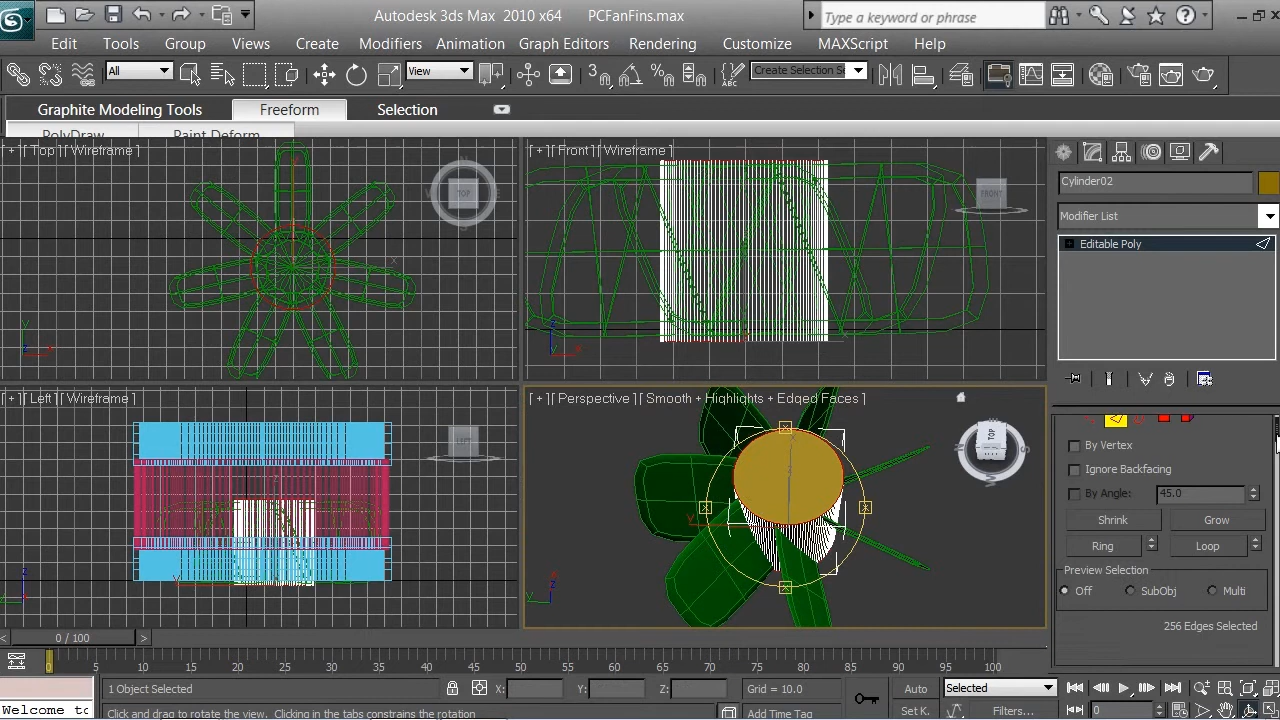 Autodesk 3ds Max 2010 x64 PCFanFins.max
Type a keyword or phrase
Edit Tools Group Views Create Modifiers Animation Graph Editors Rendering Customize MAXScript Help
All View Create Selection Se
Graphite Modeling Tools Freeform Selection
PolyDraw Paint Deform
[ + ] [ Top ] [ Wireframe ]
TOP
[ + ] [ Front ] [ Wireframe ]
FRONT
Cylinder02
Modifier List
Editable Poly
[ + ] [ Left ] [ Wireframe ]
LEFT
[ + ] [ Perspective ] [ Smooth + Highlights + Edged Faces ]
TOP
By Vertex
Ignore Backfacing
By Angle: 45.0
Shrink Grow
Ring Loop
Preview Selection
Off SubObj Multi
256 Edges Selected
0 / 100
0 5 10 15 20 25 30 35 40 45 50 55 60 65 70 75 80 85 90 95 100
1 Object Selected X: Y: Z: Grid = 10.0 Auto Selected
Welcome to Click and drag to rotate the view. Clicking in the tabs constrains the rotation Add Time Tag Set K. Filters... 0